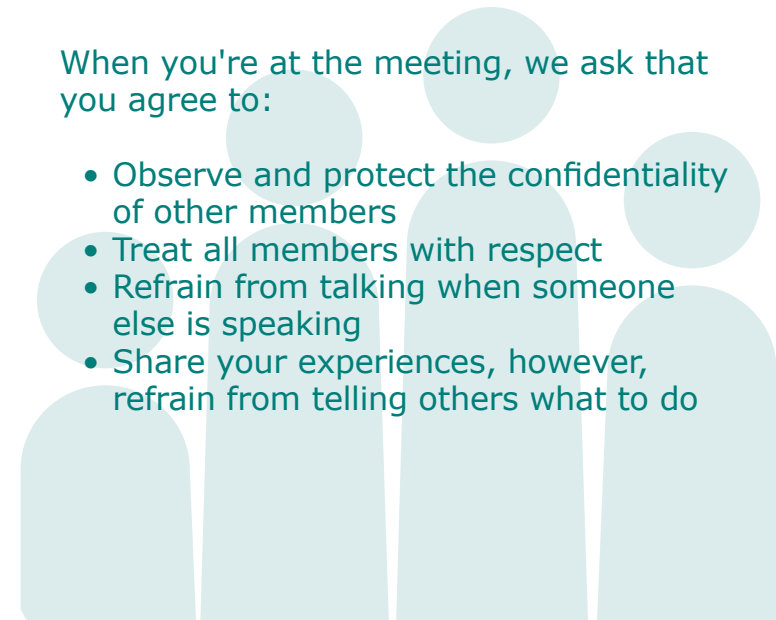 When you're at the meeting, we ask that
you agree to:
• Observe and protect the confidentiality
of other members
• Treat all members with respect
• Refrain from talking when someone
else is speaking
• Share your experiences, however,
refrain from telling others what to do